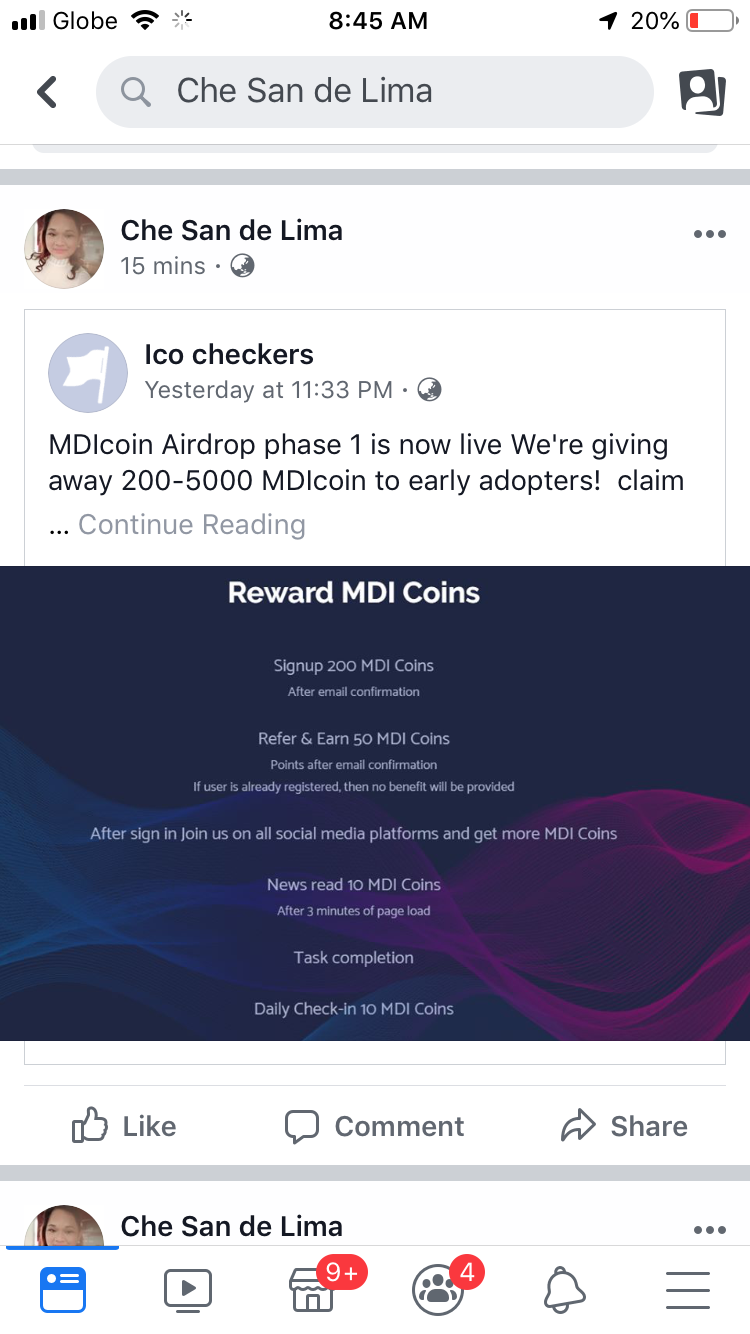 Globe 8:45 AM 20%
Che San de Lima
Che San de Lima
15 mins ·
Ico checkers
Yesterday at 11:33 PM ·
MDIcoin Airdrop phase 1 is now live We're giving
away 200-5000 MDIcoin to early adopters! claim
... Continue Reading
Reward MDI Coins
Signup 200 MDI Coins
After email confirmation
Refer & Earn 50 MDI Coins
Points after email confirmation
If user is already registered, then no benefit will be provided
After sign in Join us on all social media platforms and get more MDI Coins
News read 10 MDI Coins
After 3 minutes of page load
Task completion
Daily Check-in 10 MDI Coins
Like Comment Share
Che San de Lima
9+ 4